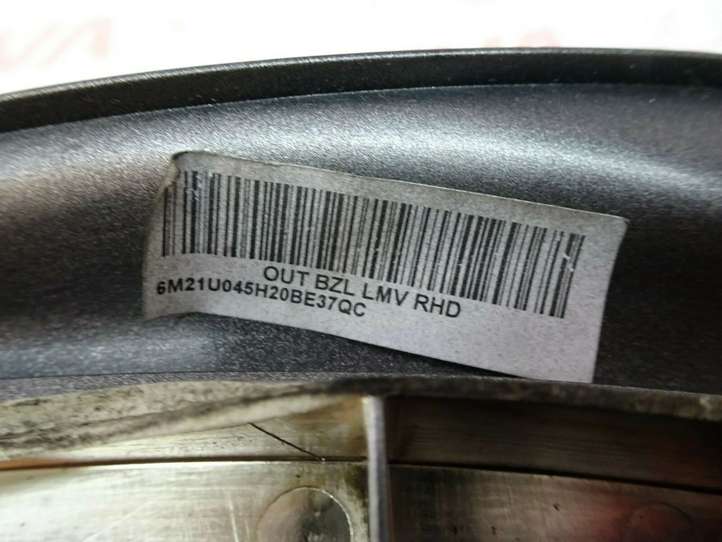 OUT BZL LMV RHD
6M21U045H20BE37QC